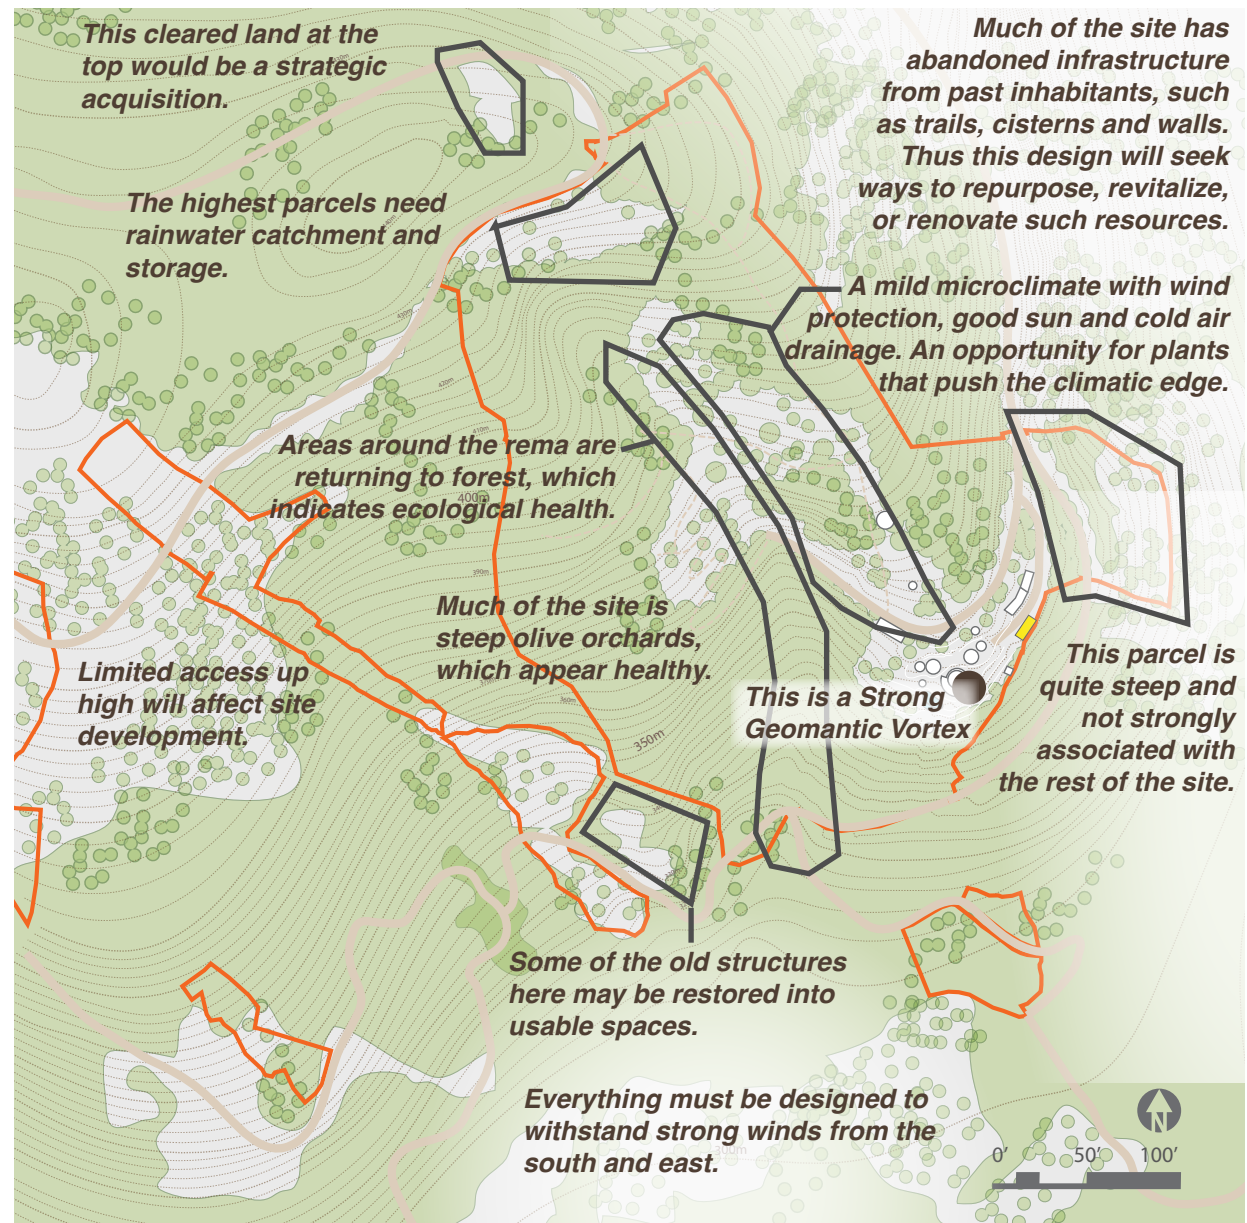 This cleared land at the
top would be a strategic
acquisition.
Much of the site has
abandoned infrastructure
from past inhabitants, such
as trails, cisterns and walls.
Thus this design will seek
ways to repurpose, revitalize,
or renovate such resources.
The highest parcels need
rainwater catchment and
storage.
A mild microclimate with wind
protection, good sun and cold air
drainage. An opportunity for plants
that push the climatic edge.
420m
410m
Areas around the rema are
returning to forest, which
indicates ecological health.
400m
390m
Much of the site is
steep olive orchards,
which appear healthy.
360m
350m
Limited access up
high will affect site
development.
This is a Strong
Geomantic Vortex
This parcel is
quite steep and
not strongly
associated with
the rest of the site.
Some of the old structures
here may be restored into
usable spaces.
Everything must be designed to
withstand strong winds from the
south and east.
300m
N
0' 50' 100'